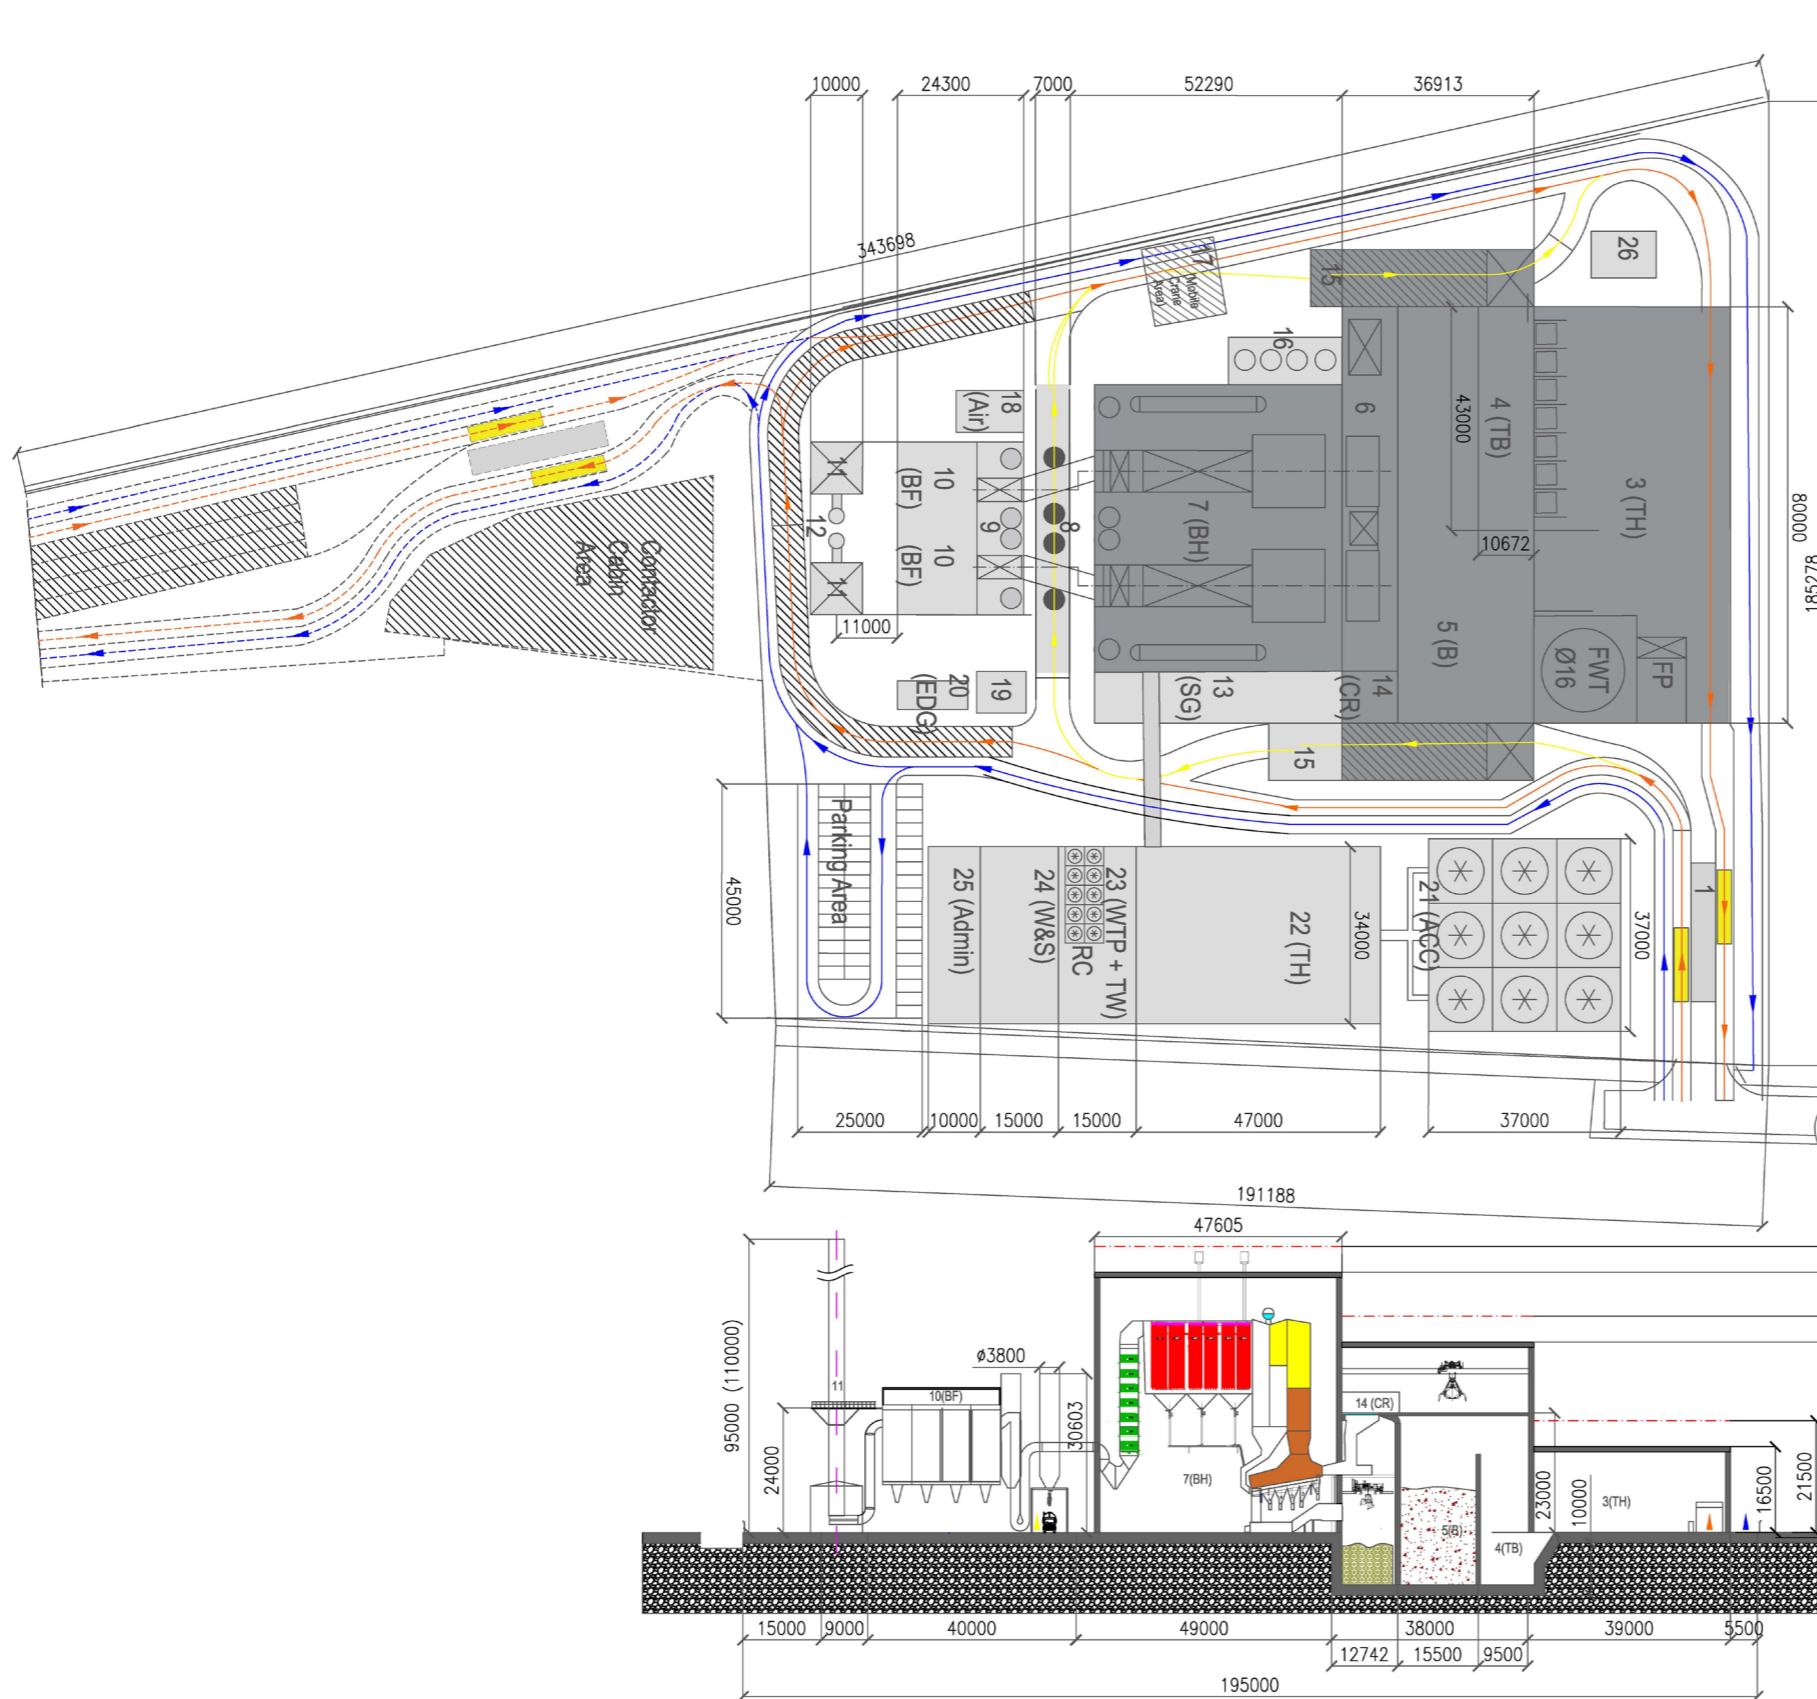 10000
24300
7000
52290
36913
343698
17
Mobile
Crane
Area)
15
26
16
18
(Air)
6
43000
4 (TB)
3 (TH)
80000
185278
11
10
(BF)
9
8
7 (BH)
10672
12
10
(BF)
11
11000
5 (B)
FWT
Ø16
FP
Contactor
Cabin
Area
20
(EDG)
19
13
(SG)
14
(CR)
15
Parking Area
45000
25 (Admin)
24 (W&S)
RC
23 (WTP + TW)
22 (TH)
34000
21 (ACC)
37000
1
25000
10000
15000
15000
47000
37000
191188
47605
95000 (110000)
24000
11
10(BF)
ø3800
30603
7(BH)
14 (CR)
5(B)
4(TB)
23000
10000
3(TH)
16500
21500
15000
9000
40000
49000
38000
39000
5500
12742
15500
9500
195000